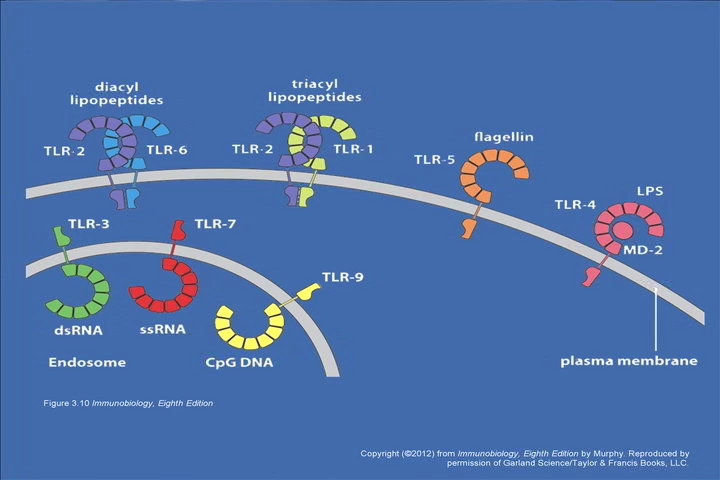 diacyl
lipopeptides
triacyl
lipopeptides
TLR-2
TLR-6
TLR-2
TLR-1
flagellin
TLR-5
LPS
TLR-4
MD-2
TLR-3
TLR-7
TLR-9
dsRNA
ssRNA
CpG DNA
Endosome
plasma membrane
Figure 3.10 Immunobiology, Eighth Edition
Copyright (©2012) from Immunobiology, Eighth Edition by Murphy. Reproduced by
permission of Garland Science/Taylor & Francis Books, LLC.